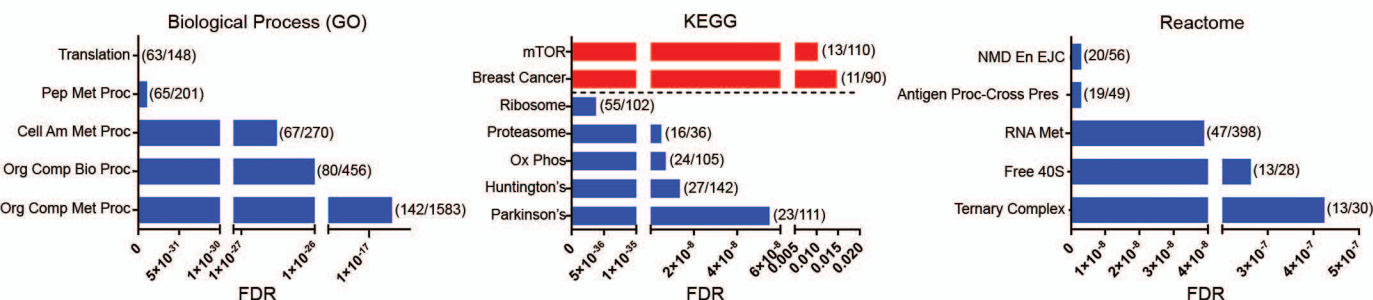 Biological Process (GO)
Translation (63/148)
Pep Met Proc (65/201)
Cell Am Met Proc (67/270)
Org Comp Bio Proc (80/456)
Org Comp Met Proc (142/1583)
0 5×10-31 1×10-30 1×10-27 1×10-26 1×10-17
FDR
KEGG
mTOR (13/110)
Breast Cancer (11/90)
Ribosome (55/102)
Proteasome (16/36)
Ox Phos (24/105)
Huntington's (27/142)
Parkinson's (23/111)
0 5×10-36 1×10-35 2×10-8 4×10-8 6×10-8 0.005 0.010 0.015 0.020
FDR
Reactome
NMD En EJC (20/56)
Antigen Proc-Cross Pres (19/49)
RNA Met (47/398)
Free 40S (13/28)
Ternary Complex (13/30)
0 1×10-8 2×10-8 3×10-8 4×10-8 3×10-7 4×10-7 5×10-7
FDR